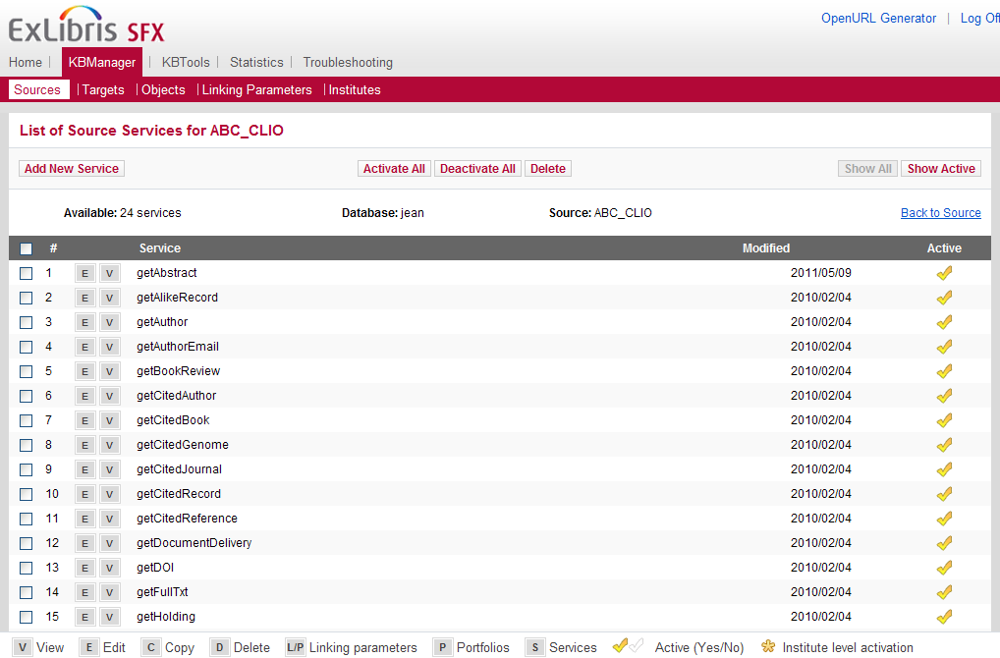 ExLibris SFX
OpenURL Generator | Log Off
Home | KBManager | KBTools | Statistics | Troubleshooting
Sources | Targets | Objects | Linking Parameters | Institutes
List of Source Services for ABC_CLIO
Add New Service Activate All Deactivate All Delete Show All Show Active
Available: 24 services Database: jean Source: ABC_CLIO Back to Source
# Service Modified Active
1 E V getAbstract 2011/05/09
2 E V getAlikeRecord 2010/02/04
3 E V getAuthor 2010/02/04
4 E V getAuthorEmail 2010/02/04
5 E V getBookReview 2010/02/04
6 E V getCitedAuthor 2010/02/04
7 E V getCitedBook 2010/02/04
8 E V getCitedGenome 2010/02/04
9 E V getCitedJournal 2010/02/04
10 E V getCitedRecord 2010/02/04
11 E V getCitedReference 2010/02/04
12 E V getDocumentDelivery 2010/02/04
13 E V getDOI 2010/02/04
14 E V getFullTxt 2010/02/04
15 E V getHolding 2010/02/04
V View E Edit C Copy D Delete L/P Linking parameters P Portfolios S Services Active (Yes/No) Institute level activation